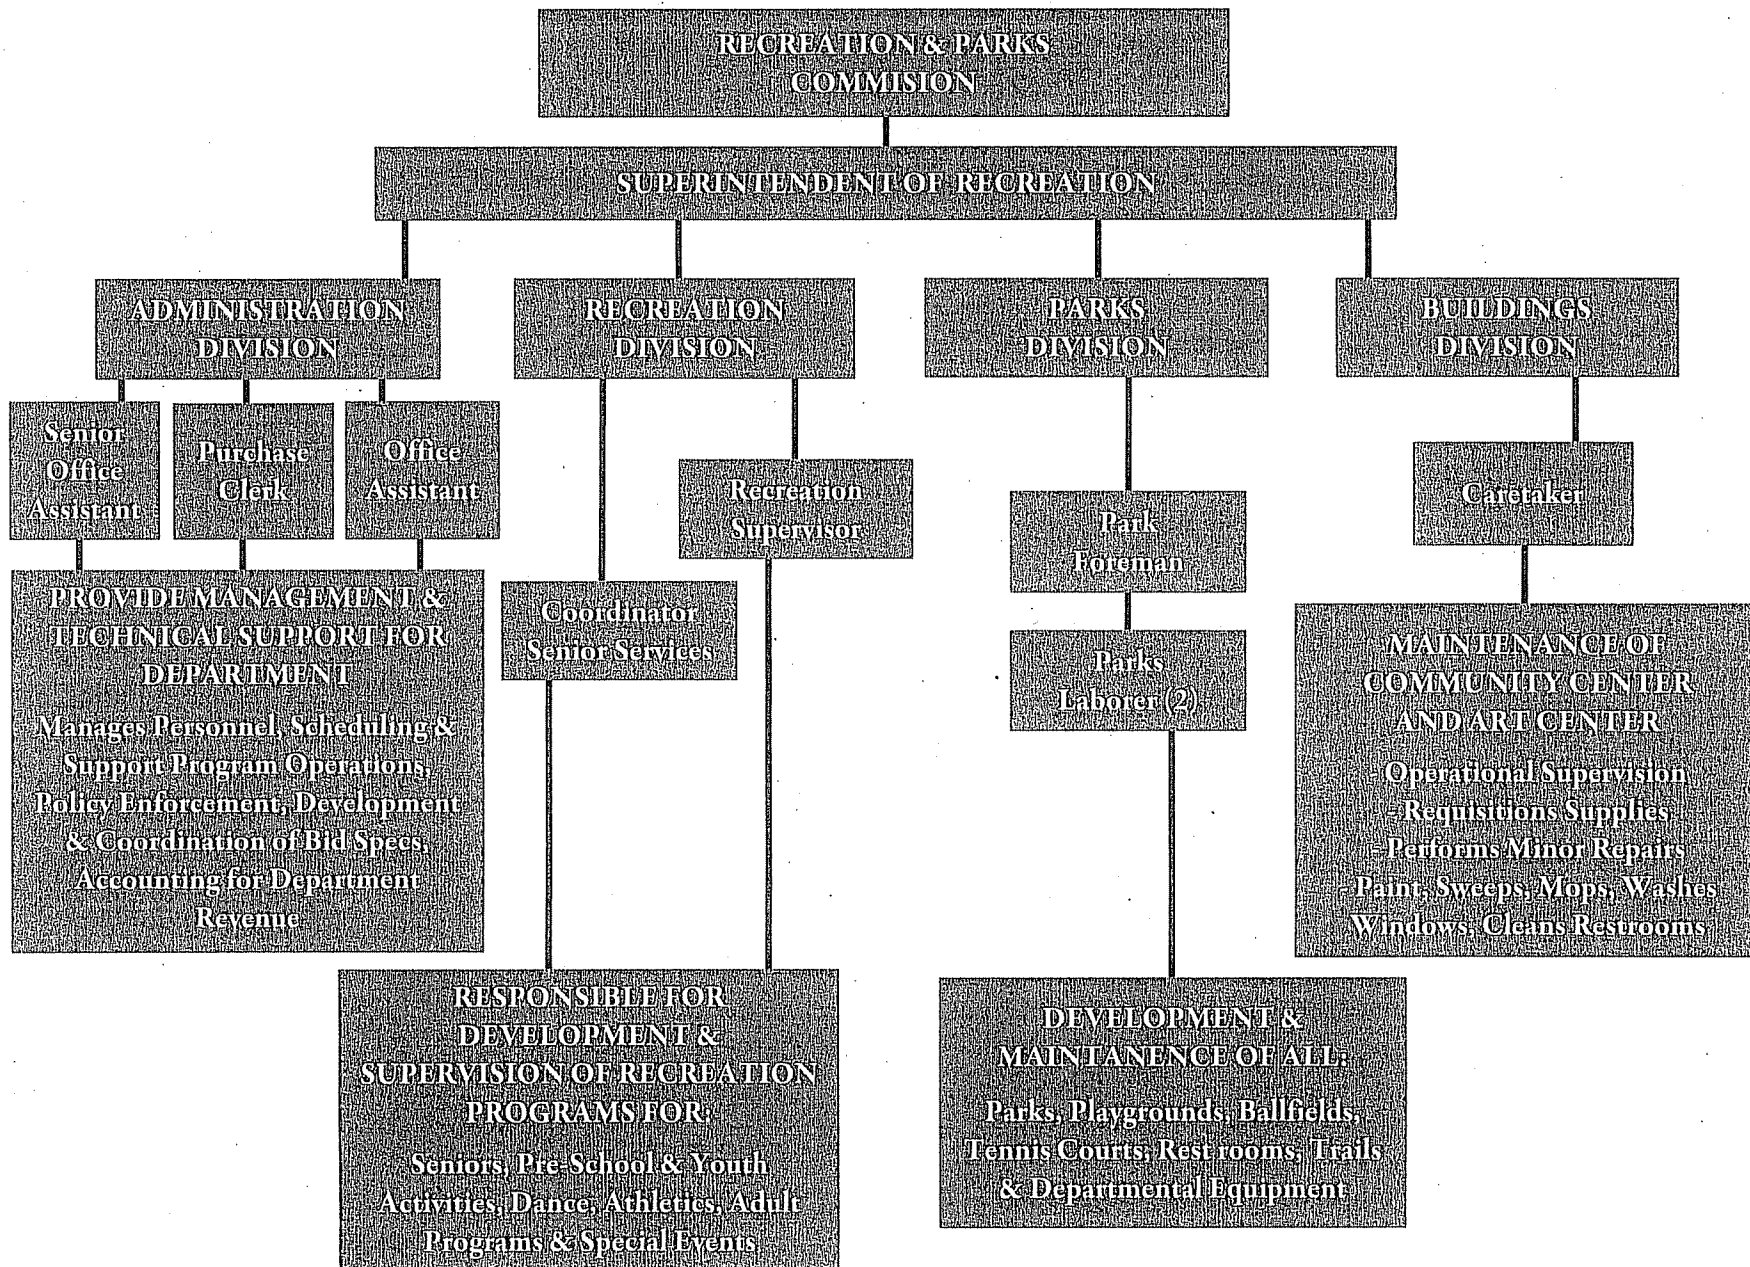 RECREATION & PARKS
COMMISION
SUPERINTENDENT OF RECREATION
ADMINISTRATION
DIVISION
RECREATION
DIVISION
PARKS
DIVISION
BUILDINGS
DIVISION
Senior
Office
Assistant
Purchase
Clerk
Office
Assistant
Recreation
Supervisor
Coordinator
Senior Services
Park
Foreman
Parks
Laborer (2)
Caretaker
PROVIDE MANAGEMENT &
TECHNICAL SUPPORT FOR
DEPARTMENT
Manages Personnel, Scheduling &
Support Program Operations,
Policy Enforcement, Development
& Coordination of Bid Specs,
Accounting for Department
Revenue
RESPONSIBLE FOR
DEVELOPMENT &
SUPERVISION OF RECREATION
PROGRAMS FOR:
Seniors, Pre-School & Youth
Activities, Dance, Athletics, Adult
Programs & Special Events
DEVELOPMENT &
MAINTANENCE OF ALL:
Parks, Playgrounds, Ballfields,
Tennis Courts, Rest rooms, Trails
& Departmental Equipment
MAINTENANCE OF
COMMUNITY CENTER
AND ART CENTER
- Operational Supervision
- Requisitions Supplies
- Performs Minor Repairs
- Paint, Sweeps, Mops, Washes
Windows, Cleans Restrooms